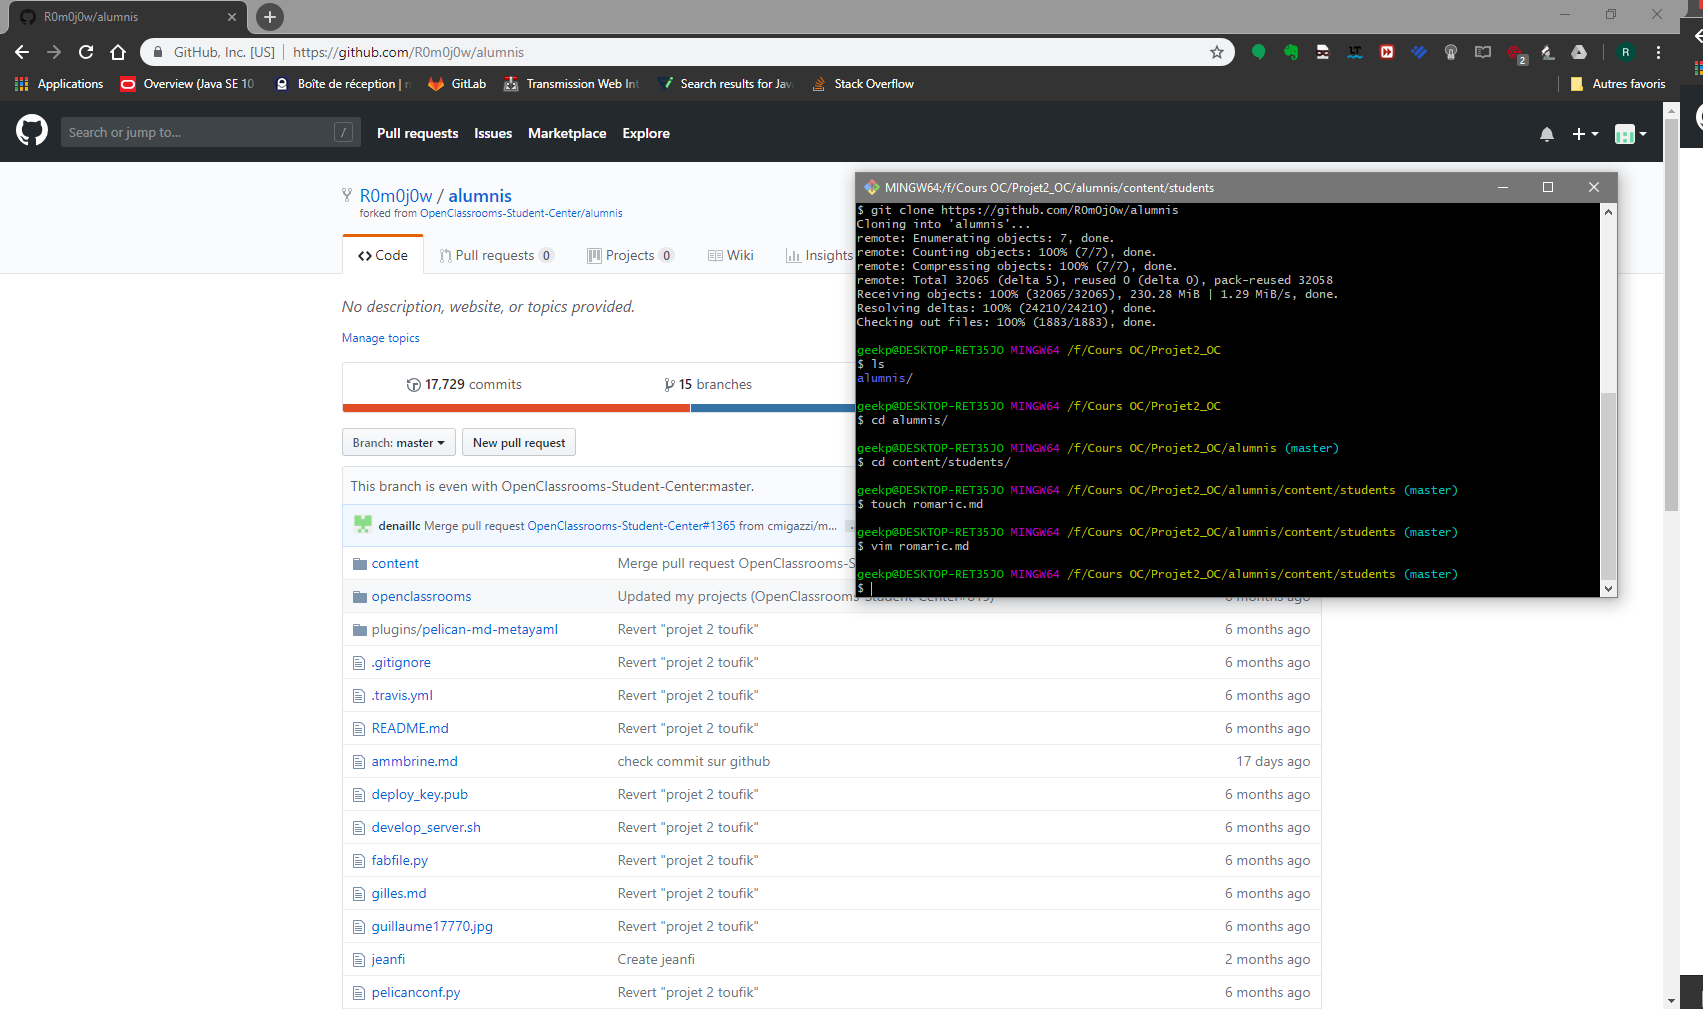 R0m0j0w/alumnis
GitHub, Inc. [US] https://github.com/R0m0j0w/alumnis
2
R
Applications Overview (Java SE 10 Boîte de réception | GitLab Transmission Web Int Search results for Jav Stack Overflow Autres favoris
Search or jump to... / Pull requests Issues Marketplace Explore
R0m0j0w / alumnis
forked from OpenClassrooms-Student-Center/alumnis
Code Pull requests 0 Projects 0 Wiki Insights
No description, website, or topics provided.
Manage topics
17,729 commits 15 branches
Branch: master New pull request
This branch is even with OpenClassrooms-Student-Center:master.
denaillc Merge pull request OpenClassrooms-Student-Center#1365 from cmigazzi/m... ...
content Merge pull request OpenClassrooms-S
openclassrooms Updated my projects (OpenClassrooms-Student-Center#815) 6 months ago
plugins/pelican-md-metayaml Revert "projet 2 toufik" 6 months ago
.gitignore Revert "projet 2 toufik" 6 months ago
.travis.yml Revert "projet 2 toufik" 6 months ago
README.md Revert "projet 2 toufik" 6 months ago
ammbrine.md check commit sur github 17 days ago
deploy_key.pub Revert "projet 2 toufik" 6 months ago
develop_server.sh Revert "projet 2 toufik" 6 months ago
fabfile.py Revert "projet 2 toufik" 6 months ago
gilles.md Revert "projet 2 toufik" 6 months ago
guillaume17770.jpg Revert "projet 2 toufik" 6 months ago
jeanfi Create jeanfi 2 months ago
pelicanconf.py Revert "projet 2 toufik" 6 months ago
MINGW64:/f/Cours OC/Projet2_OC/alumnis/content/students
$ git clone https://github.com/R0m0j0w/alumnis
Cloning into 'alumnis'...
remote: Enumerating objects: 7, done.
remote: Counting objects: 100% (7/7), done.
remote: Compressing objects: 100% (7/7), done.
remote: Total 32065 (delta 5), reused 0 (delta 0), pack-reused 32058
Receiving objects: 100% (32065/32065), 230.28 MiB | 1.29 MiB/s, done.
Resolving deltas: 100% (24210/24210), done.
Checking out files: 100% (1883/1883), done.
geekp@DESKTOP-RET35JO MINGW64 /f/Cours OC/Projet2_OC
$ ls
alumnis/
geekp@DESKTOP-RET35JO MINGW64 /f/Cours OC/Projet2_OC
$ cd alumnis/
geekp@DESKTOP-RET35JO MINGW64 /f/Cours OC/Projet2_OC/alumnis (master)
$ cd content/students/
geekp@DESKTOP-RET35JO MINGW64 /f/Cours OC/Projet2_OC/alumnis/content/students (master)
$ touch romaric.md
geekp@DESKTOP-RET35JO MINGW64 /f/Cours OC/Projet2_OC/alumnis/content/students (master)
$ vim romaric.md
geekp@DESKTOP-RET35JO MINGW64 /f/Cours OC/Projet2_OC/alumnis/content/students (master)
$